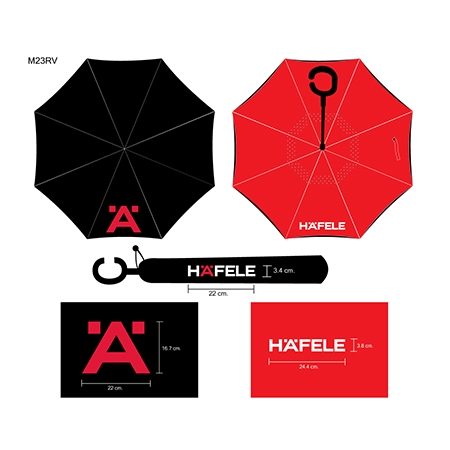 M23RV
Ä
HÄFELE
HÄFELE
3.4 cm.
22 cm.
Ä
16.7 cm.
22 cm.
HÄFELE
3.8 cm.
24.4 cm.